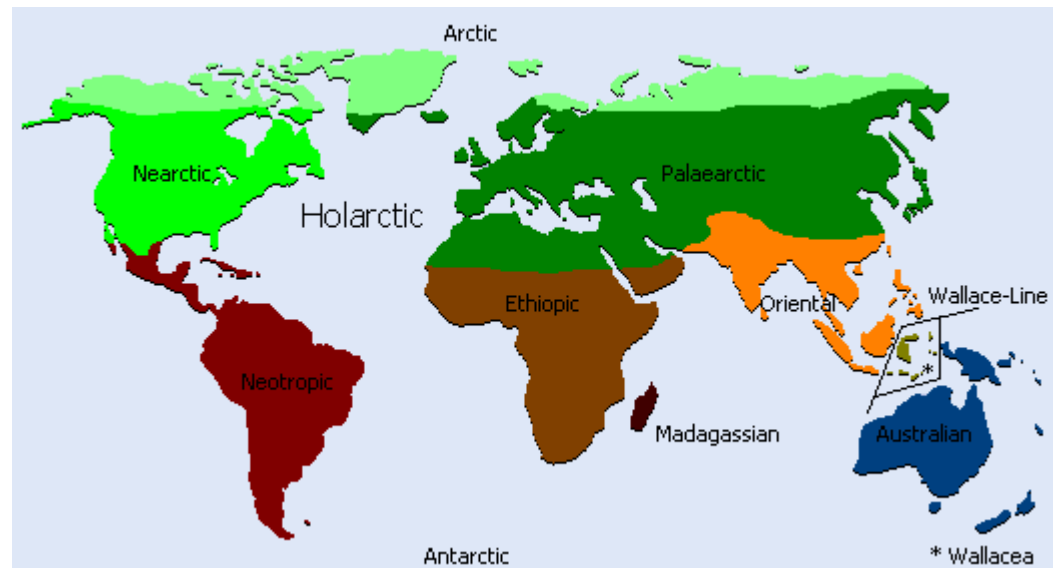 Arctic
Nearctic
Palaearctic
Holarctic
Ethiopic
Oriental
Wallace-Line
Neotropic
*
Madagassian
Australian
Antarctic
* Wallacea